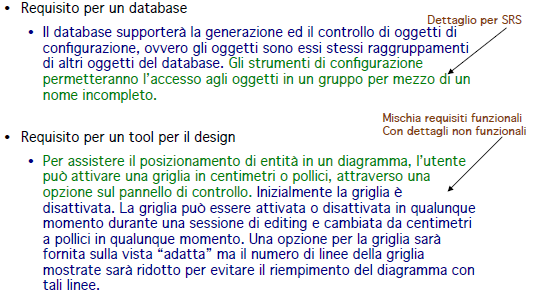 • Requisito per un database
Dettaglio per SRS
• Il database supporterà la generazione ed il controllo di oggetti di
configurazione, ovvero gli oggetti sono essi stessi raggruppamenti
di altri oggetti del database. Gli strumenti di configurazione
permetteranno l'accesso agli oggetti in un gruppo per mezzo di un
nome incompleto.
Mischia requisiti funzionali
Con dettagli non funzionali
• Requisito per un tool per il design
• Per assistere il posizionamento di entità in un diagramma, l'utente
può attivare una griglia in centimetri o pollici, attraverso una
opzione sul pannello di controllo. Inizialmente la griglia è
disattivata. La griglia può essere attivata o disattivata in qualunque
momento durante una sessione di editing e cambiata da centimetri
a pollici in qualunque momento. Una opzione per la griglia sarà
fornita sulla vista “adatta” ma il numero di linee della griglia
mostrate sarà ridotto per evitare il riempimento del diagramma con
tali linee.